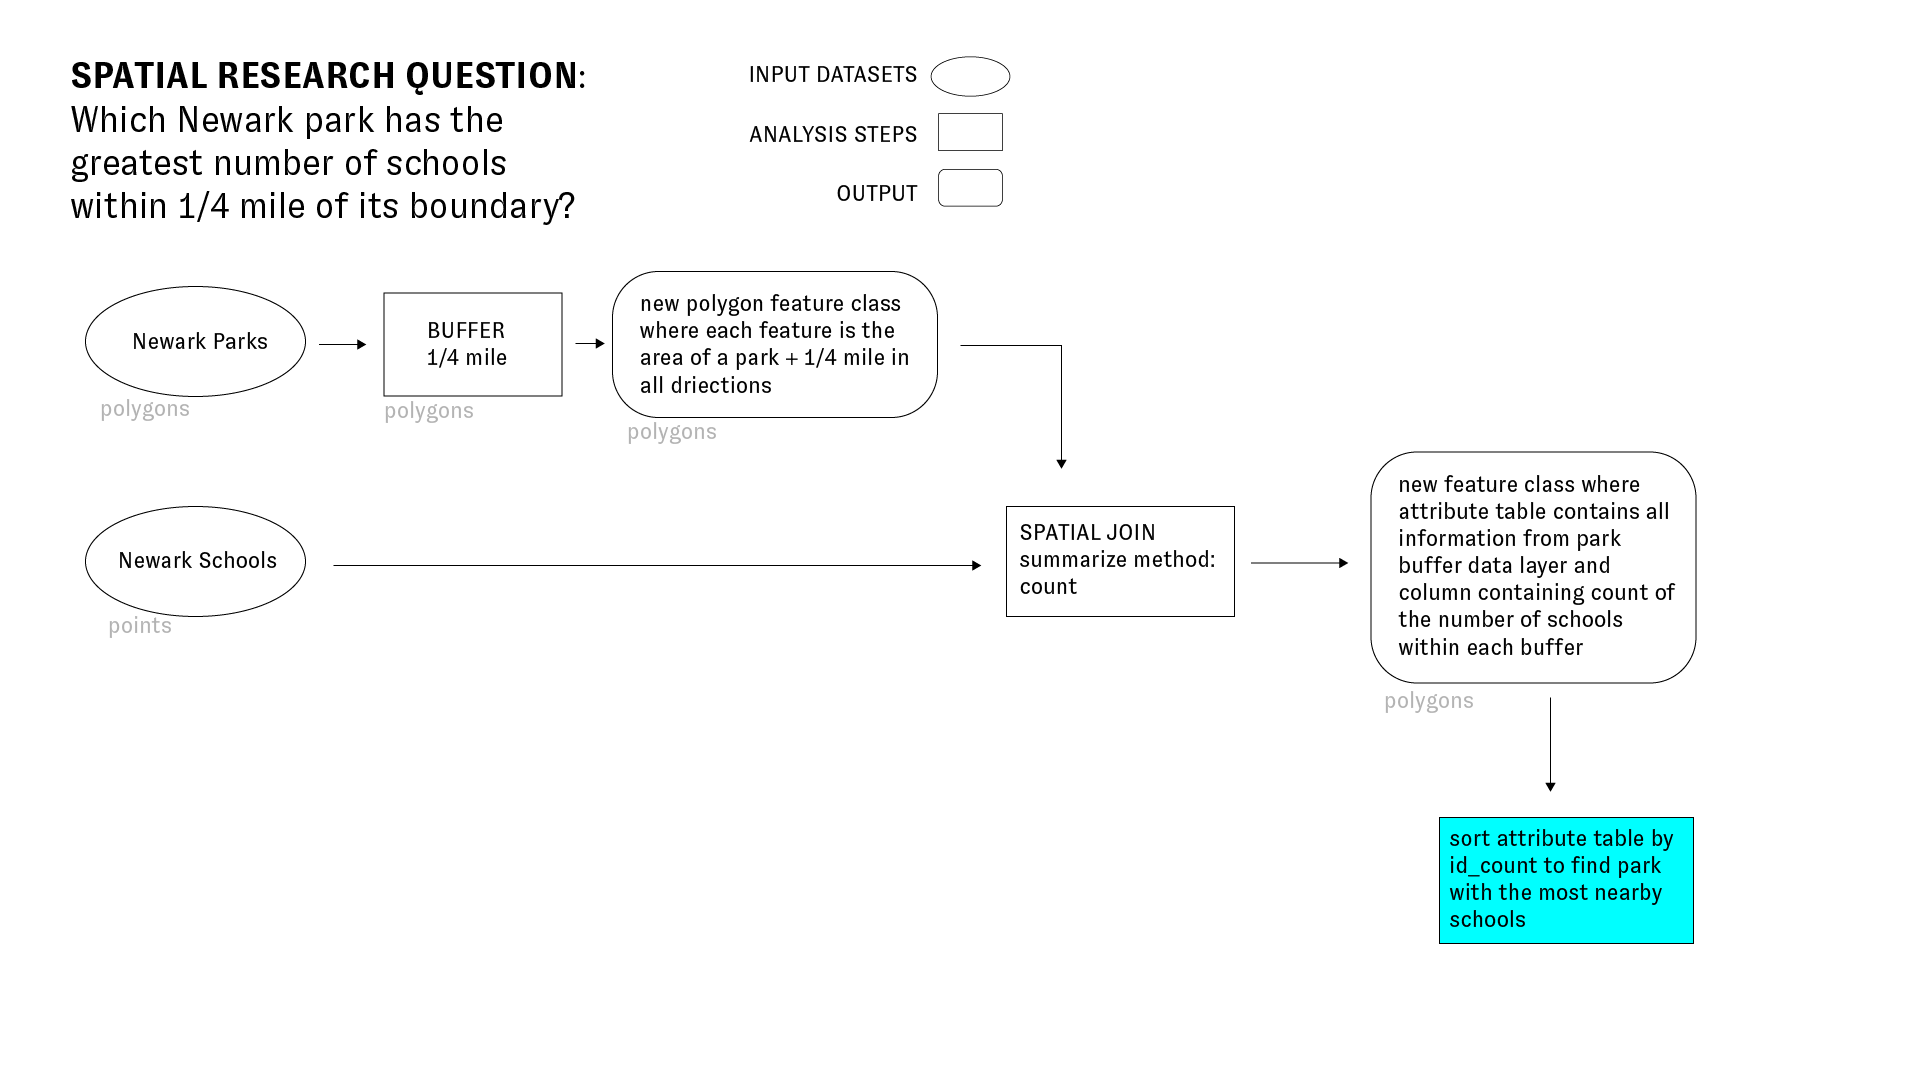 SPATIAL RESEARCH QUESTION:
Which Newark park has the
greatest number of schools
within 1/4 mile of its boundary?
INPUT DATASETS
ANALYSIS STEPS
OUTPUT
Newark Parks
polygons
BUFFER
1/4 mile
polygons
new polygon feature class
where each feature is the
area of a park + 1/4 mile in
all driections
polygons
Newark Schools
points
SPATIAL JOIN
summarize method:
count
new feature class where
attribute table contains all
information from park
buffer data layer and
column containing count of
the number of schools
within each buffer
polygons
sort attribute table by
id_count to find park
with the most nearby
schools